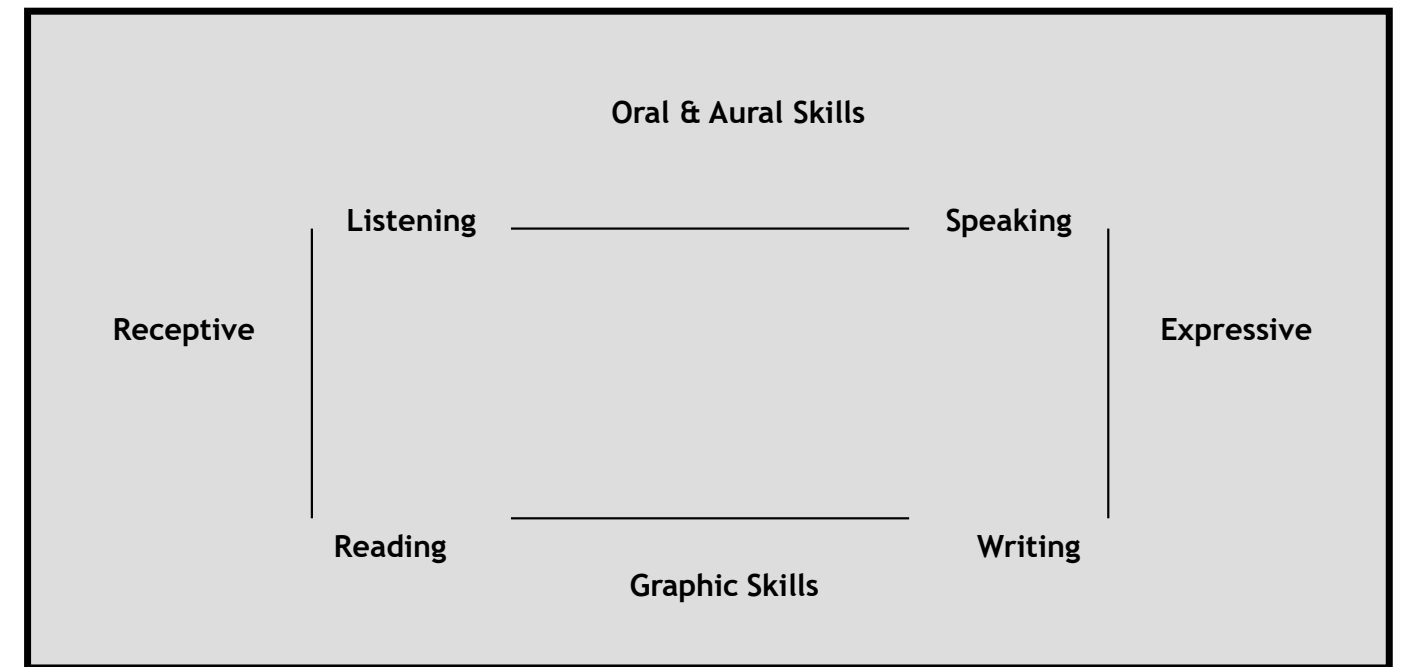 Oral & Aural Skills
Listening Speaking
Receptive Expressive
Reading Writing
Graphic Skills